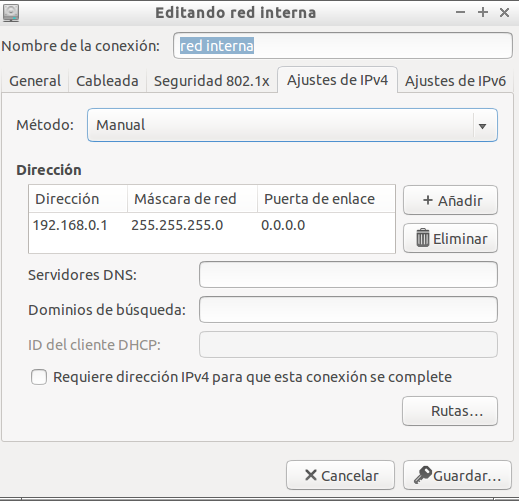 Editando red interna
Nombre de la conexión: red interna
General Cableada Seguridad 802.1x Ajustes de IPv4 Ajustes de IPv6
Método: Manual
Dirección
Dirección Máscara de red Puerta de enlace
192.168.0.1 255.255.255.0 0.0.0.0
Añadir
Eliminar
Servidores DNS:
Dominios de búsqueda:
ID del cliente DHCP:
Requiere dirección IPv4 para que esta conexión se complete
Rutas...
Cancelar Guardar...